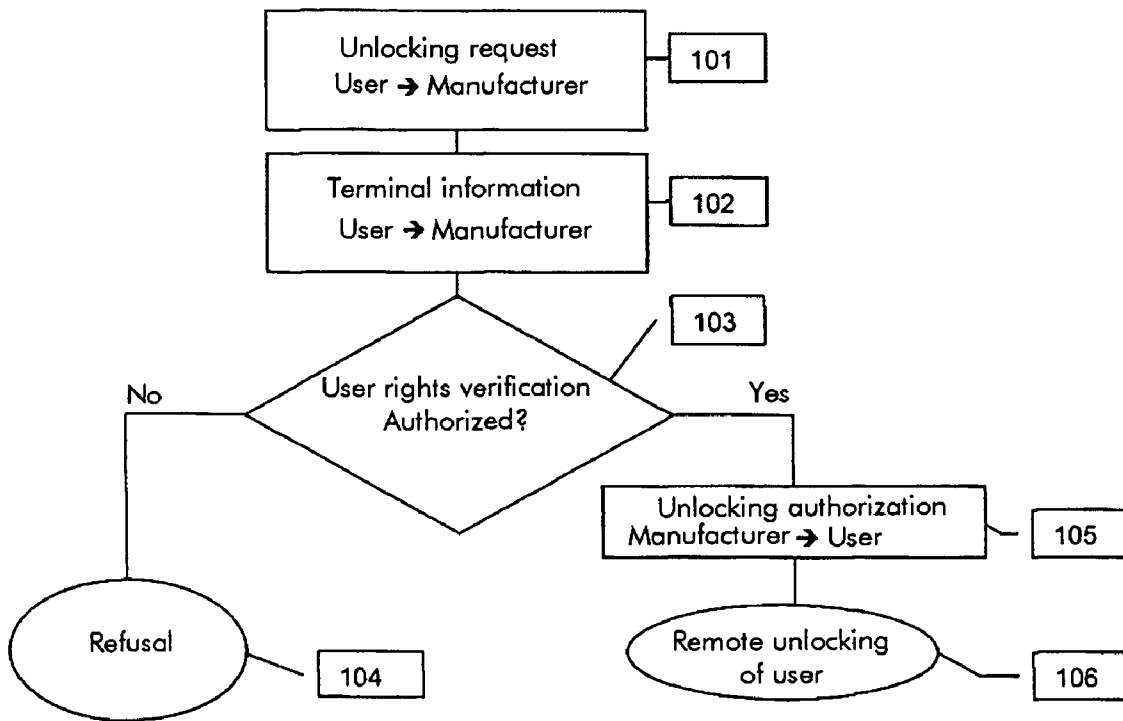 Unlocking request
User → Manufacturer
101
Terminal information
User → Manufacturer
102
103
No
User rights verification
Authorized?
Yes
Unlocking authorization
Manufacturer → User
105
Refusal
104
Remote unlocking
of user
106